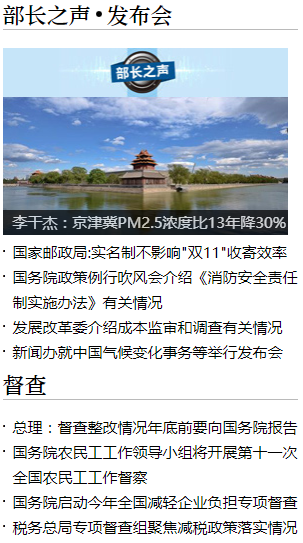 部长之声•发布会
部长之声
李干杰：京津冀PM2.5浓度比13年降30%
· 国家邮政局:实名制不影响"双11"收寄效率
· 国务院政策例行吹风会介绍《消防安全责任
制实施办法》有关情况
· 发展改革委介绍成本监审和调查有关情况
· 新闻办就中国气候变化事务等举行发布会
督查
· 总理：督查整改情况年底前要向国务院报告
· 国务院农民工工作领导小组将开展第十一次
全国农民工工作督察
· 国务院启动今年全国减轻企业负担专项督查
· 税务总局专项督查组聚焦减税政策落实情况